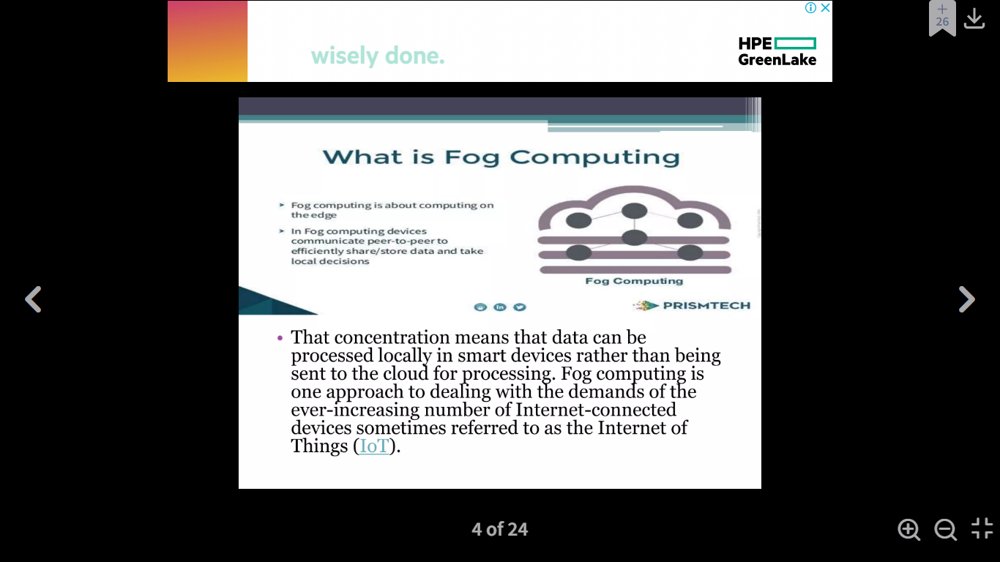 wisely done.
HPE
GreenLake
+
26
What is Fog Computing
➤ Fog computing is about computing on
the edge
➤ In Fog computing devices
communicate peer-to-peer to
efficiently share/store data and take
local decisions
Fog Computing
in
PRISMTECH
• That concentration means that data can be
processed locally in smart devices rather than being
sent to the cloud for processing. Fog computing is
one approach to dealing with the demands of the
ever-increasing number of Internet-connected
devices sometimes referred to as the Internet of
Things (IoT).
4 of 24